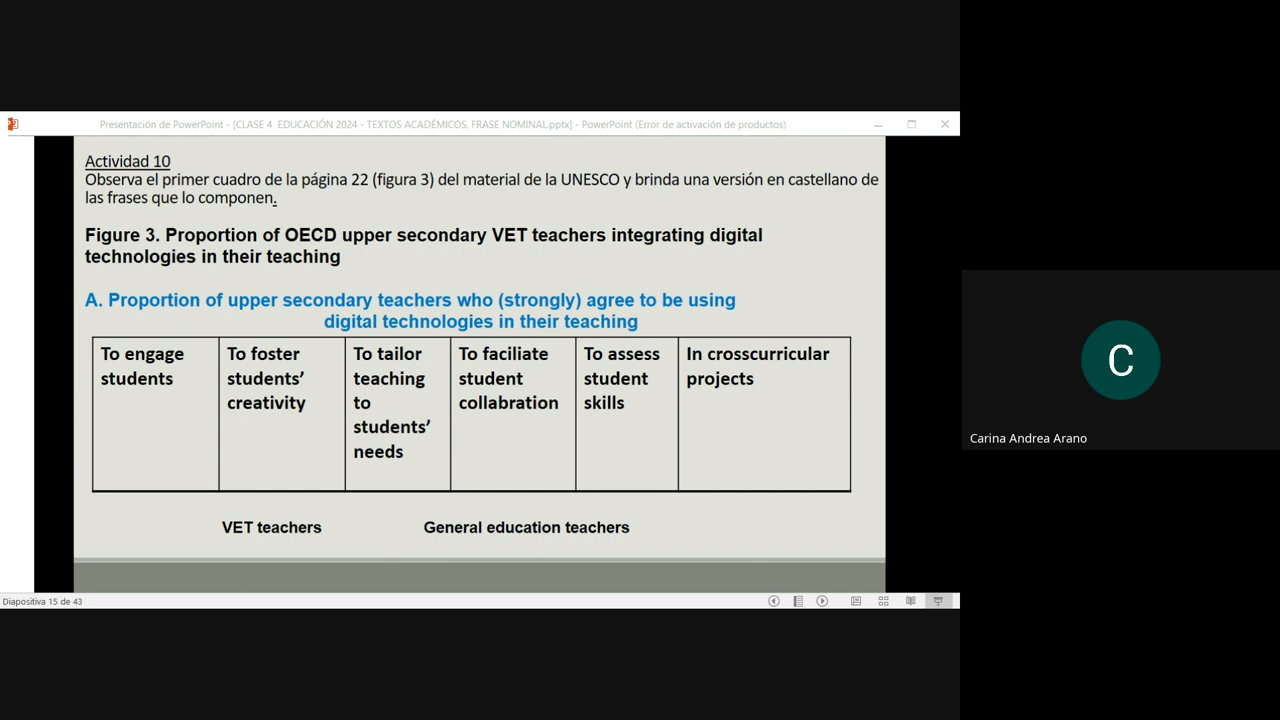 Presentación de PowerPoint - [CLASE 4  EDUCACIÓN 2024 - TEXTOS ACADÉMICOS, FRASE NOMINAL.pptx] - PowerPoint (Error de activación de productos)
Actividad 10
Observa el primer cuadro de la página 22 (figura 3) del material de la UNESCO y brinda una versión en castellano de
las frases que lo componen.
Figure 3. Proportion of OECD upper secondary VET teachers integrating digital
technologies in their teaching
A. Proportion of upper secondary teachers who (strongly) agree to be using
digital technologies in their teaching
To engage
students
To foster
students’
creativity
To tailor
teaching
to
students’
needs
To faciliate
student
collabration
To assess
student
skills
In crosscurricular
projects
VET teachers
General education teachers
Diapositiva 15 de 43
C
Carina Andrea Arano